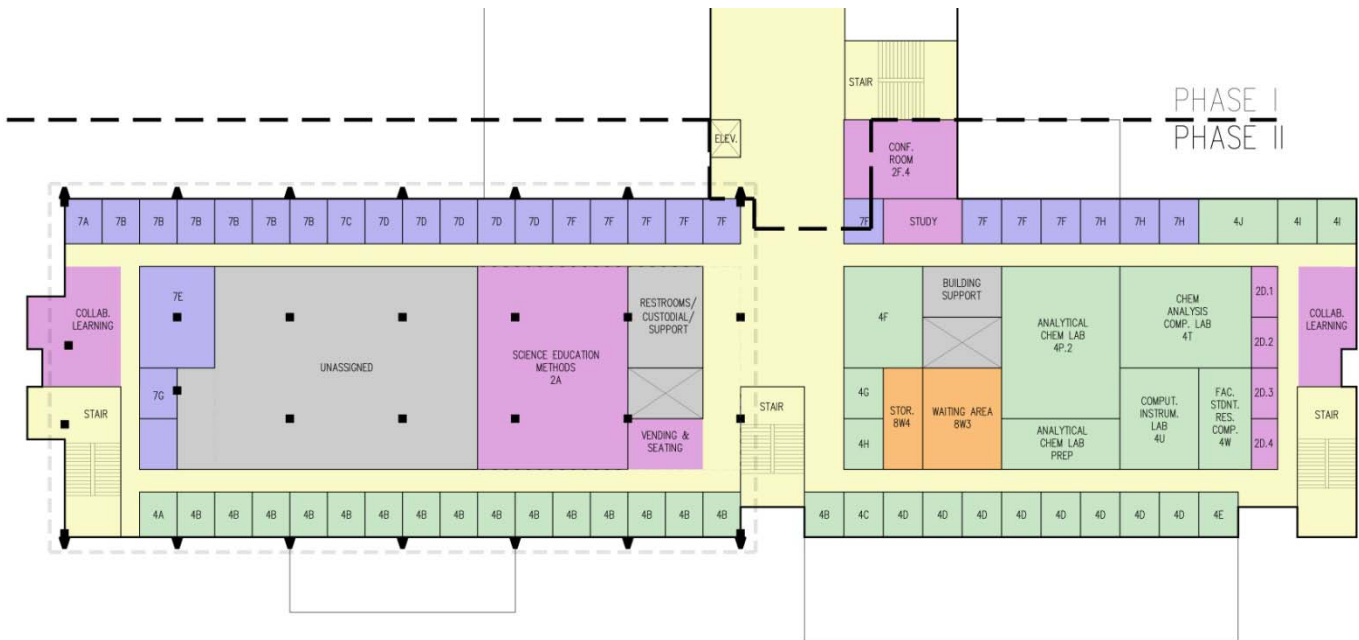 STAIR
PHASE I
PHASE II
ELEV.
CONF.
ROOM
2F.4
7A 7B 7B 7B 7B 7B 7B 7C 7D 7D 7D 7D 7D 7F 7F 7F 7F 7F
7F STUDY 7F 7F 7F 7H 7H 7H 4J 4I 4I
COLLAB.
LEARNING
7E
7G
UNASSIGNED
SCIENCE EDUCATION
METHODS
2A
RESTROOMS/
CUSTODIAL/
SUPPORT
VENDING &
SEATING
STAIR
STAIR
4F
4G
4H
BUILDING
SUPPORT
STOR.
8W4
WAITING AREA
8W3
ANALYTICAL
CHEM LAB
4P.2
ANALYTICAL
CHEM LAB
PREP
CHEM
ANALYSIS
COMP. LAB
4T
COMPUT.
INSTRUM.
LAB
4U
FAC.
STDNT.
RES.
COMP.
4W
2D.1
2D.2
2D.3
2D.4
COLLAB.
LEARNING
STAIR
4A 4B 4B 4B 4B 4B 4B 4B 4B 4B 4B 4B 4B 4B 4B 4B
4B 4C 4D 4D 4D 4D 4D 4D 4D 4D 4E